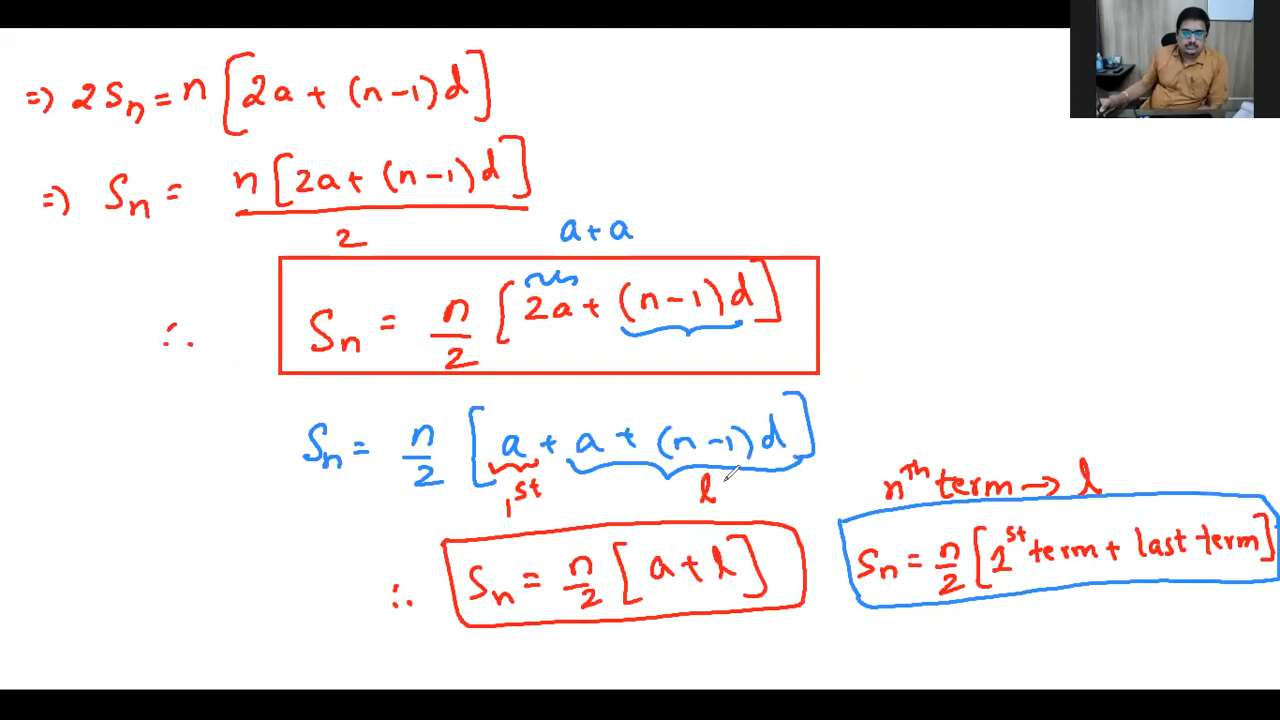 => 2Sn = n [2a + (n-1)d]
=> Sn = n [2a + (n-1)d] / 2
a + a
∴ Sn = n/2 [2a + (n-1)d]
Sn = n/2 [a + a + (n-1)d]
1st l
nTh term → l
Sn = n/2 [1st term + last term]
∴ Sn = n/2 [a + l]